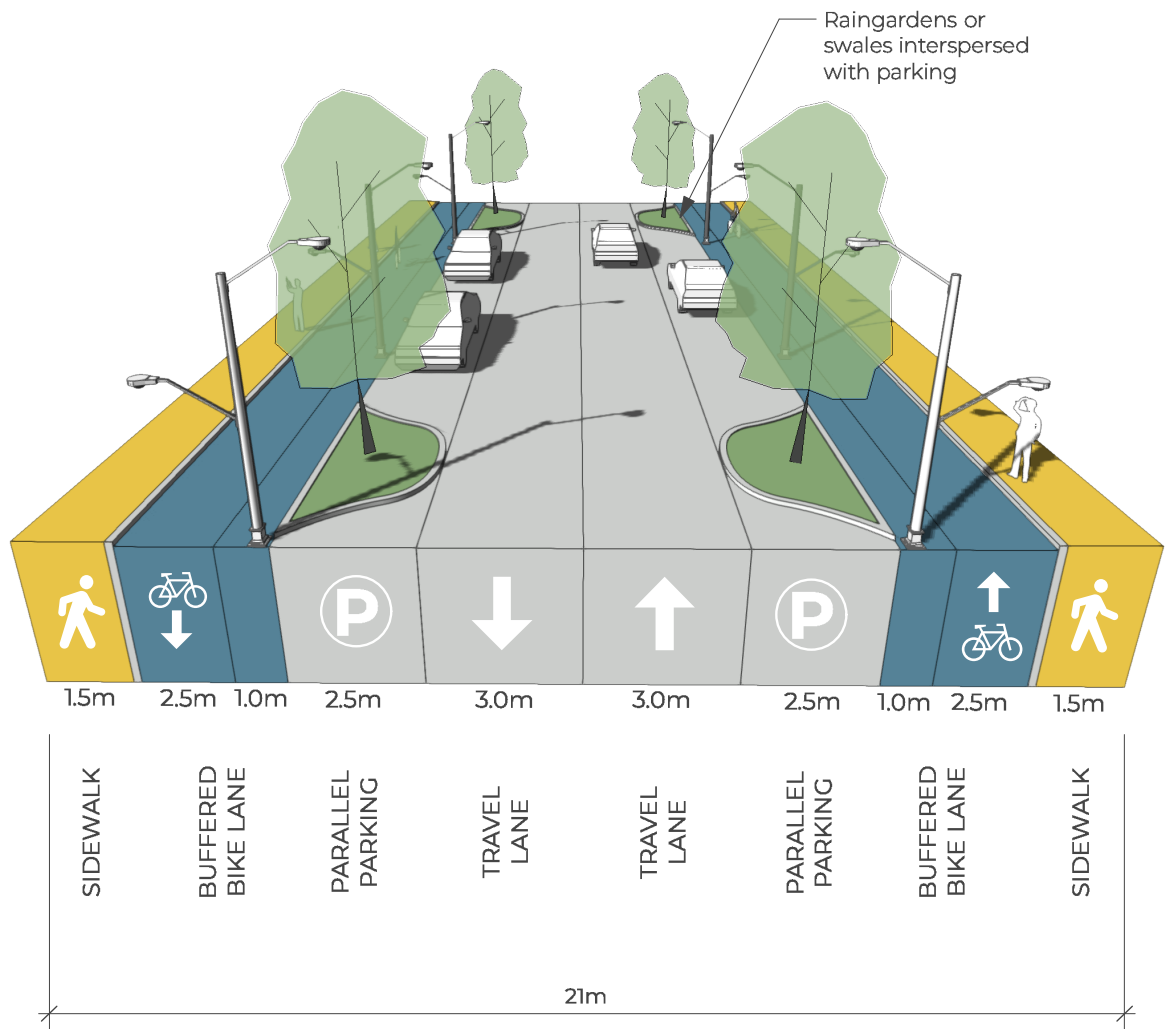 Raingardens or
swales interspersed
with parking
P
P
1.5m 2.5m 1.0m 2.5m 3.0m 3.0m 2.5m 1.0m 2.5m 1.5m
SIDEWALK
BUFFERED
BIKE LANE
PARALLEL
PARKING
TRAVEL
LANE
TRAVEL
LANE
PARALLEL
PARKING
BUFFERED
BIKE LANE
SIDEWALK
21m